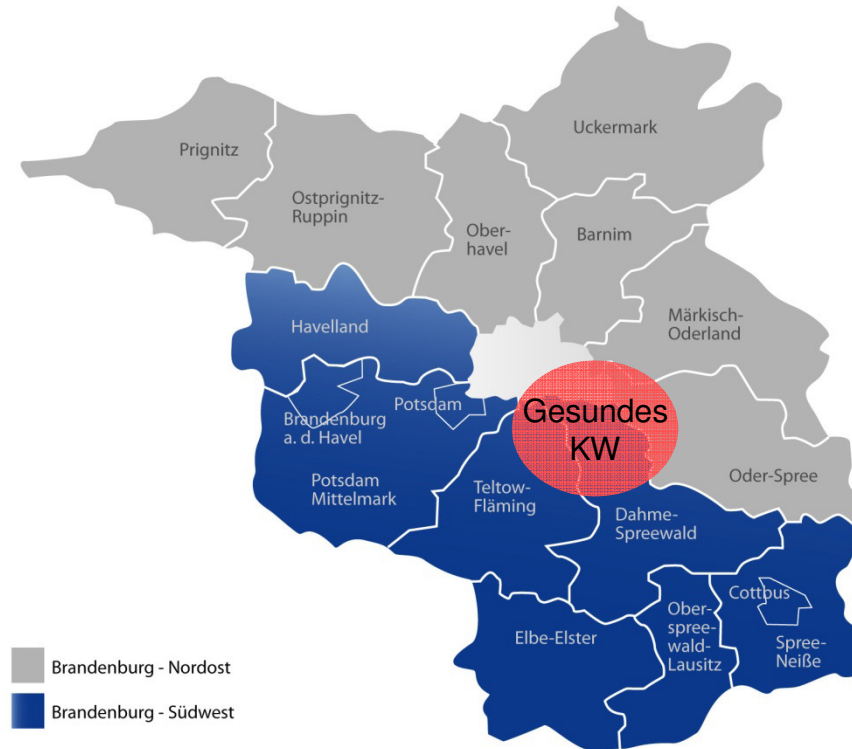 Uckermark
Prignitz
Ostprignitz-
Ruppin
Ober-
havel
Barnim
Märkisch-
Oderland
Havelland
Potsdam
Brandenburg
a. d. Havel
Gesundes
KW
Potsdam
Mittelmark
Teltow-
Fläming
Oder-Spree
Dahme-
Spreewald
Cottbus
Elbe-Elster
Ober-
spree-
wald-
Lausitz
Spree-
Neiße
Brandenburg - Nordost
Brandenburg - Südwest